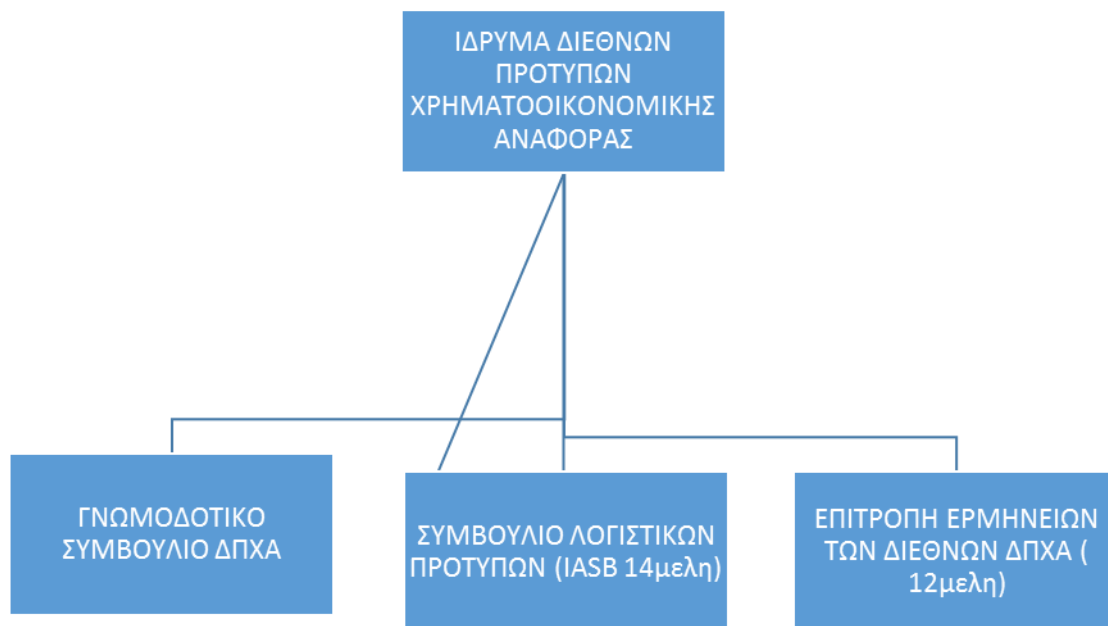 ΙΔΡΥΜΑ ΔΙΕΘΝΩΝ
ΠΡΟΤΥΠΩΝ
ΧΡΗΜΑΤΟΟΙΚΟΝΟΜΙΚΗΣ
ΑΝΑΦΟΡΑΣ
ΓΝΩΜΟΔΟΤΙΚΟ
ΣΥΜΒΟΥΛΙΟ ΔΠΧΑ
ΣΥΜΒΟΥΛΙΟ ΛΟΓΙΣΤΙΚΩΝ
ΠΡΟΤΥΠΩΝ (IASB 14μελη)
ΕΠΙΤΡΟΠΗ ΕΡΜΗΝΕΙΩΝ
ΤΩΝ ΔΙΕΘΝΩΝ ΔΠΧΑ (
12μελη)